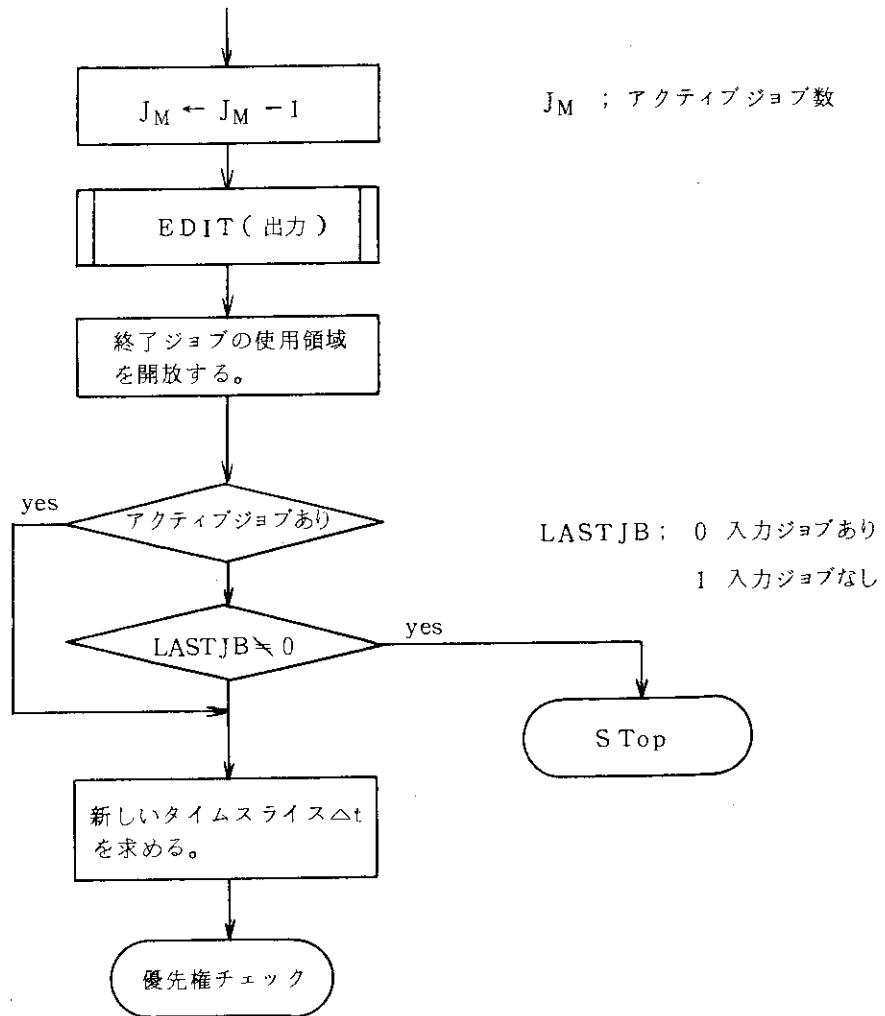 J_M ← J_M − 1
J_M ; アクティブジョブ数
EDIT(出力)
終了ジョブの使用領域
を開放する。
yes
アクティブジョブあり
LASTJB ; 0 入力ジョブあり
1 入力ジョブなし
LASTJB≒0
yes
STop
新しいタイムスライス△t
を求める。
優先権チェック